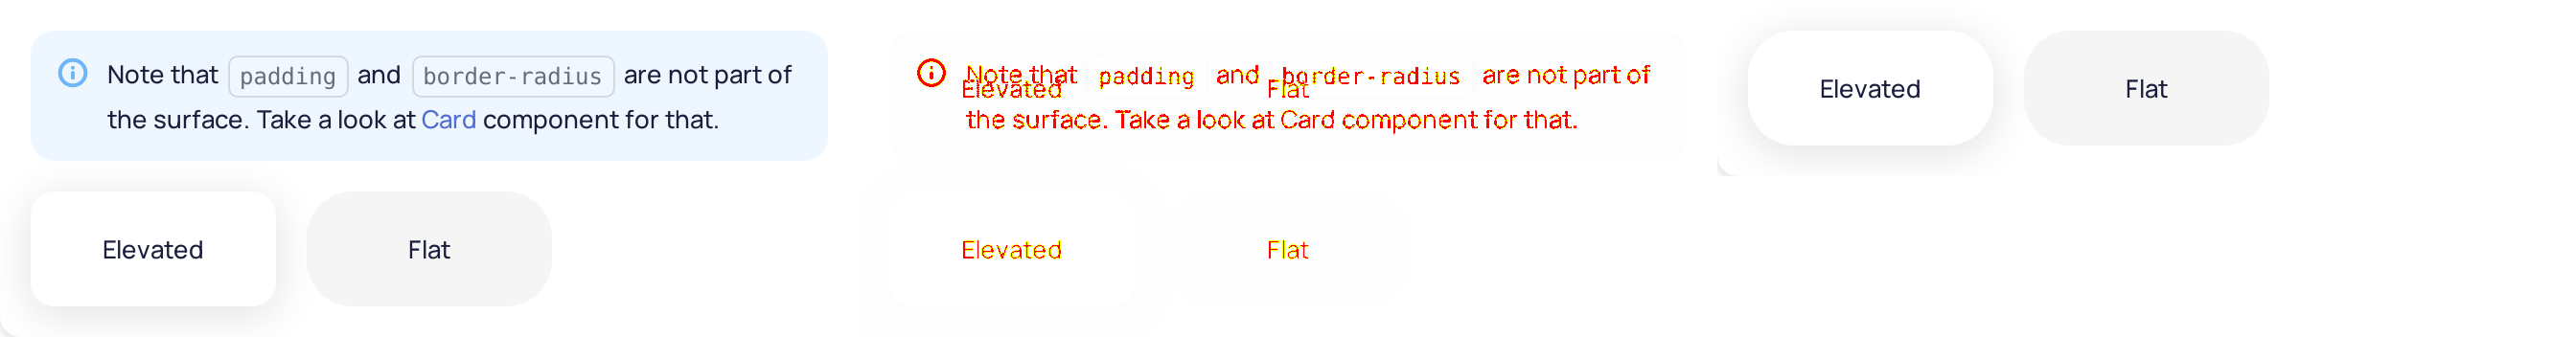 Note that padding and border-radius are not part of
the surface. Take a look at Card component for that.
Elevated
Flat
Note that padding and border-radius are not part of
Elevated
Flat
the surface. Take a look at Card component for that.
Elevated
Flat
Elevated
Flat